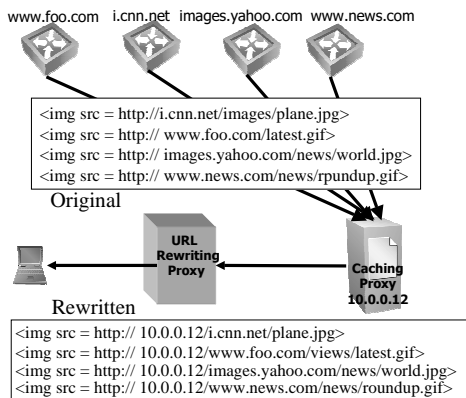 www.foo.com i.cnn.net images.yahoo.com www.news.com
<img src = http://i.cnn.net/images/plane.jpg>
<img src = http:// www.foo.com/latest.gif>
<img src = http:// images.yahoo.com/news/world.jpg>
<img src = http:// www.news.com/news/rpundup.gif>
Original
URL
Rewriting
Proxy
Caching
Proxy
10.0.0.12
Rewritten
<img src = http:// 10.0.0.12/i.cnn.net/plane.jpg>
<img src = http:// 10.0.0.12/www.foo.com/views/latest.gif>
<img src = http:// 10.0.0.12/images.yahoo.com/news/world.jpg>
<img src = http:// 10.0.0.12/www.news.com/news/roundup.gif>